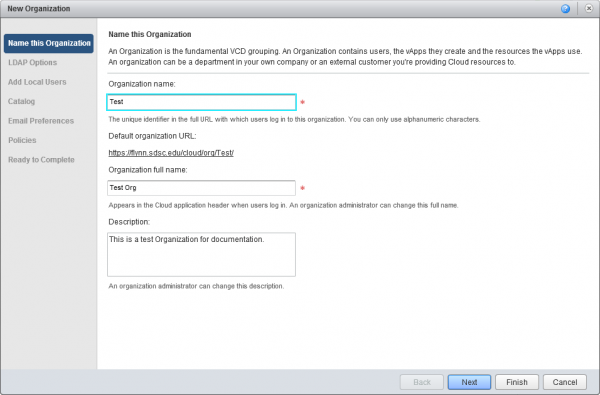 New Organization
Name this Organization
LDAP Options
Add Local Users
Catalog
Email Preferences
Policies
Ready to Complete
Name this Organization
An Organization is the fundamental VCD grouping. An Organization contains users, the vApps they create and the resources the vApps use.
An organization can be a department in your own company or an external customer you're providing Cloud resources to.
Organization name:
Test *
The unique identifier in the full URL with which users log in to this organization. You can only use alphanumeric characters.
Default organization URL:
https://flynn.sdsc.edu/cloud/org/Test/
Organization full name:
Test Org *
Appears in the Cloud application header when users log in. An organization administrator can change this full name.
Description:
This is a test Organization for documentation.
An organization administrator can change this description.
Back Next Finish Cancel